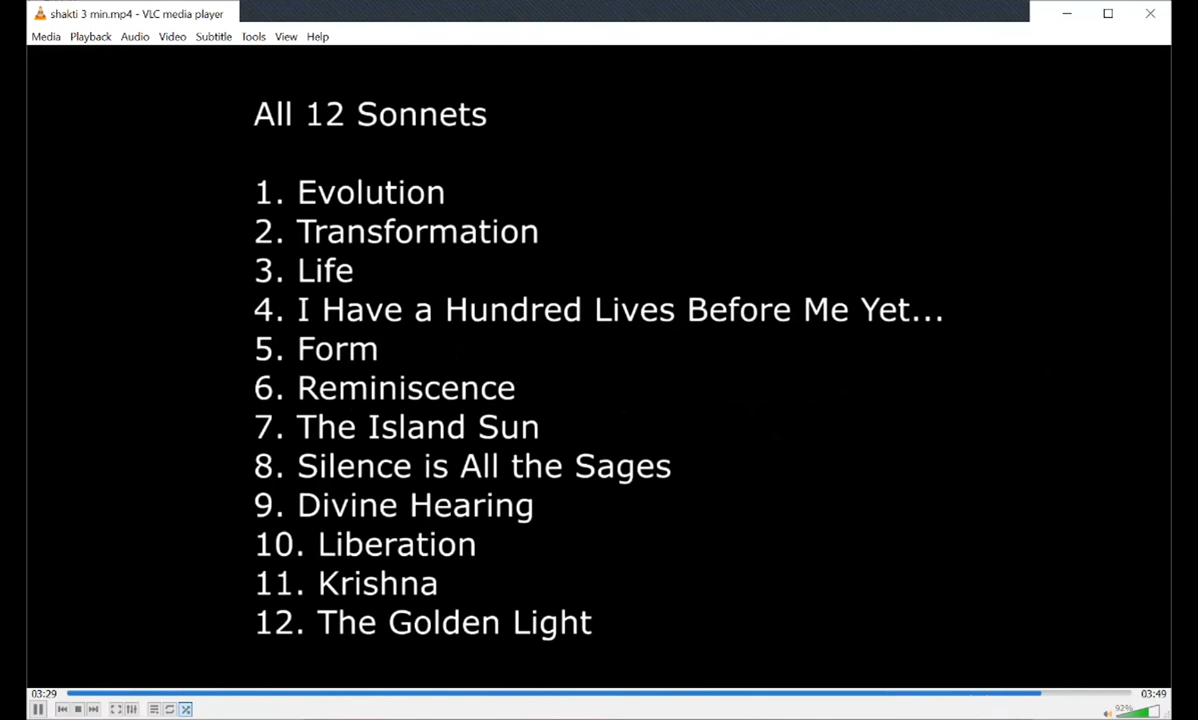 shakti 3 min.mp4 - VLC media player
Media Playback Audio Video Subtitle Tools View Help
All 12 Sonnets
1. Evolution
2. Transformation
3. Life
4. I Have a Hundred Lives Before Me Yet...
5. Form
6. Reminiscence
7. The Island Sun
8. Silence is All the Sages
9. Divine Hearing
10. Liberation
11. Krishna
12. The Golden Light
03:29 03:49
92%